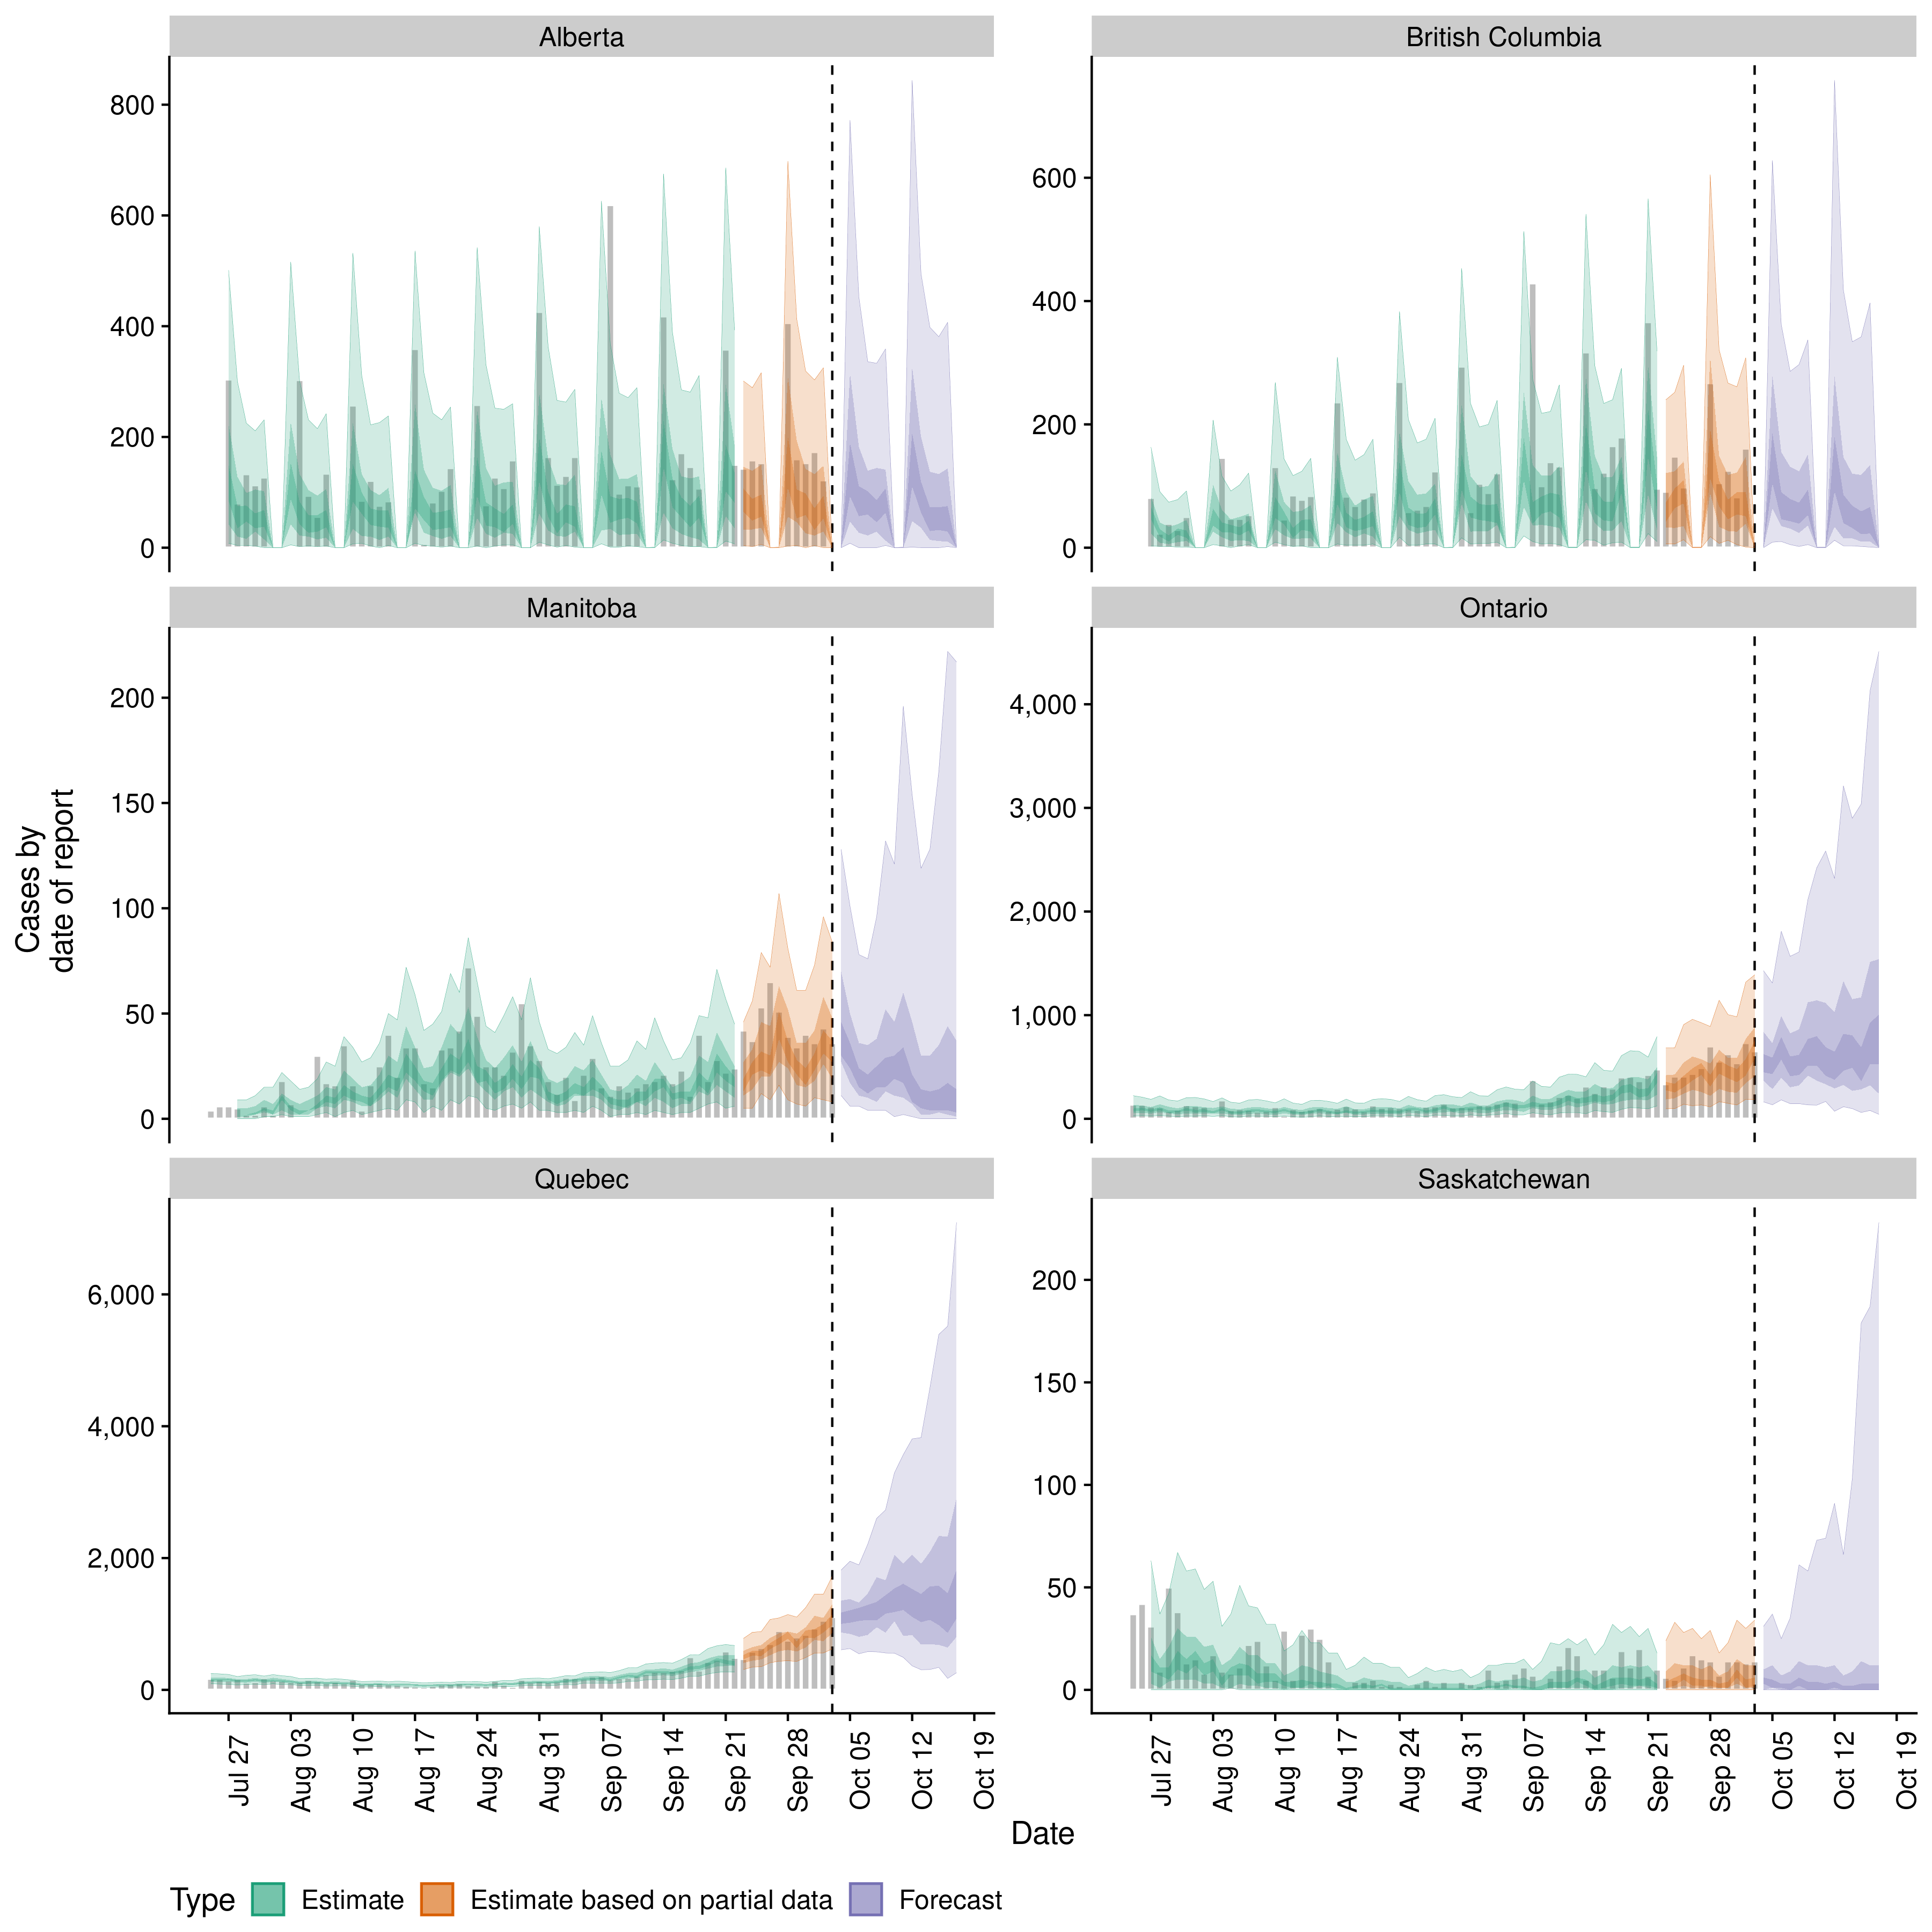 Alberta
British Columbia
800
600
400
200
0
600
400
200
0
Manitoba
Ontario
200
150
100
50
0
4,000
3,000
2,000
1,000
0
Cases by
date of report
Quebec
Saskatchewan
6,000
4,000
2,000
0
200
150
100
50
0
Jul 27
Aug 03
Aug 10
Aug 17
Aug 24
Aug 31
Sep 07
Sep 14
Sep 21
Sep 28
Oct 05
Oct 12
Oct 19
Jul 27
Aug 03
Aug 10
Aug 17
Aug 24
Aug 31
Sep 07
Sep 14
Sep 21
Sep 28
Oct 05
Oct 12
Oct 19
Date
Type Estimate Estimate based on partial data Forecast